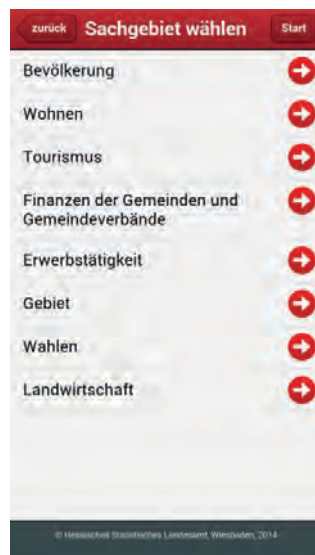 zurück Sachgebiet wählen Start
Bevölkerung
Wohnen
Tourismus
Finanzen der Gemeinden und
Gemeindeverbände
Erwerbstätigkeit
Gebiet
Wahlen
Landwirtschaft
© Hessisches Statistisches Landesamt, Wiesbaden, 2014